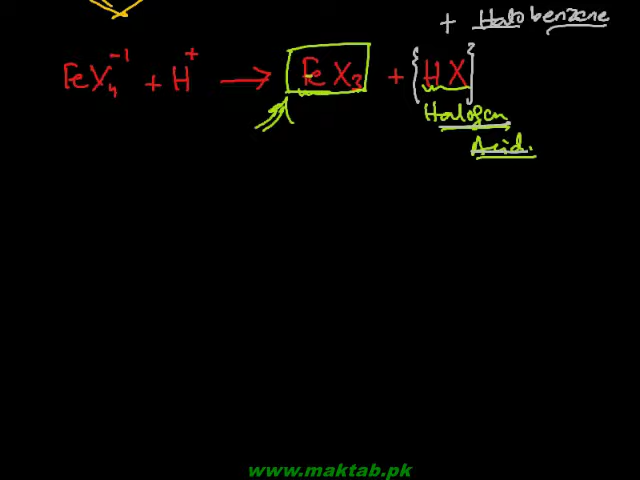 + Halobenzene
FeX₄⁻¹ + H⁺ → FeX₃ + {HX}
Halogen
Acid.
www.maktab.pk